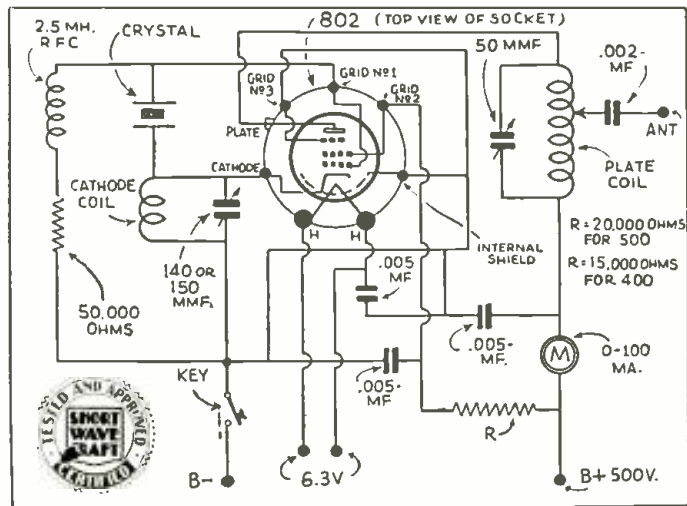 2.5 MH.
RFC
CRYSTAL
802 (TOP VIEW OF SOCKET)
GRID Nº1
GRID
Nº3
GRID
Nº2
50 MMF
.002-
MF
ANT
PLATE
CATHODE
PLATE
COIL
CATHODE
COIL
H
H
INTERNAL
SHIELD
R=20,000 OHMS
FOR 500
R=15,000 OHMS
FOR 400
140 OR
150
MMF.
.005
MF
50,000
OHMS
.005-
MF.
.005-
MF
M
0-100
MA.
KEY
R
B-
6.3V
B+ 500V.
TESTED AND APPROVED
SHORT
WAVE
CRAFT
CERTIFIED